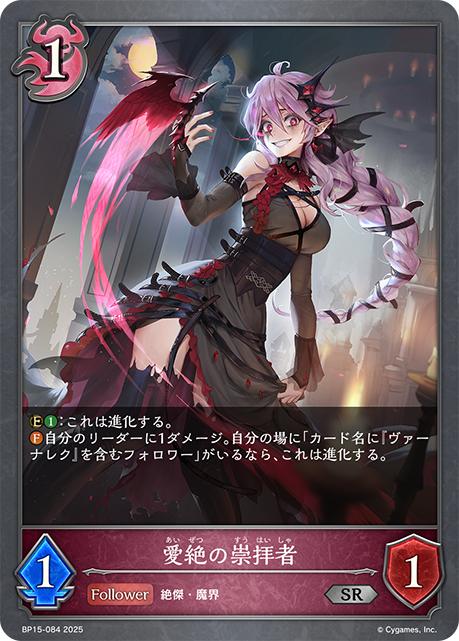 1
E 1：これは進化する。
F 自分のリーダーに1ダメージ。自分の場に「カード名に『ヴァー
ナレク』を含むフォロワー」がいるなら、これは進化する。
あい ぜつ すう はい しゃ
愛絶の崇拝者
1
Follower 絶傑・魔界
SR
1
BP15-084 2025
© Cygames, Inc.